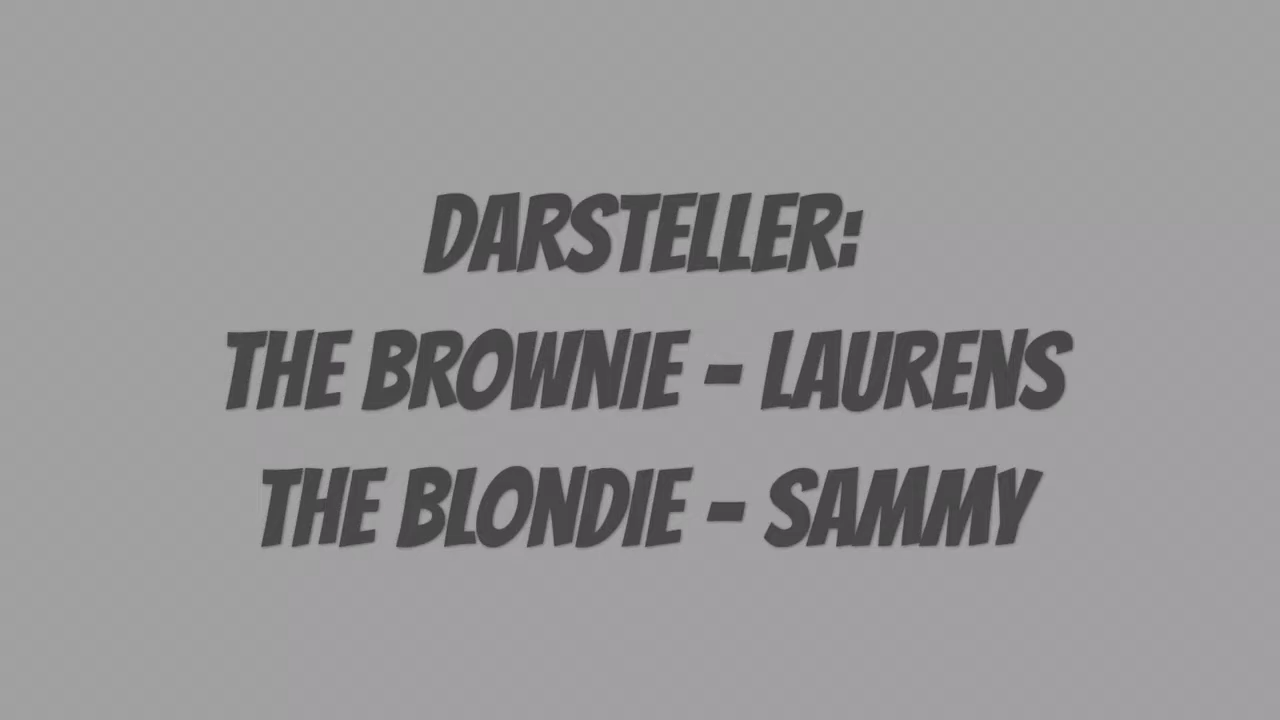 DARSTELLER:
THE BROWNIE - LAURENS
THE BLONDIE - SAMMY